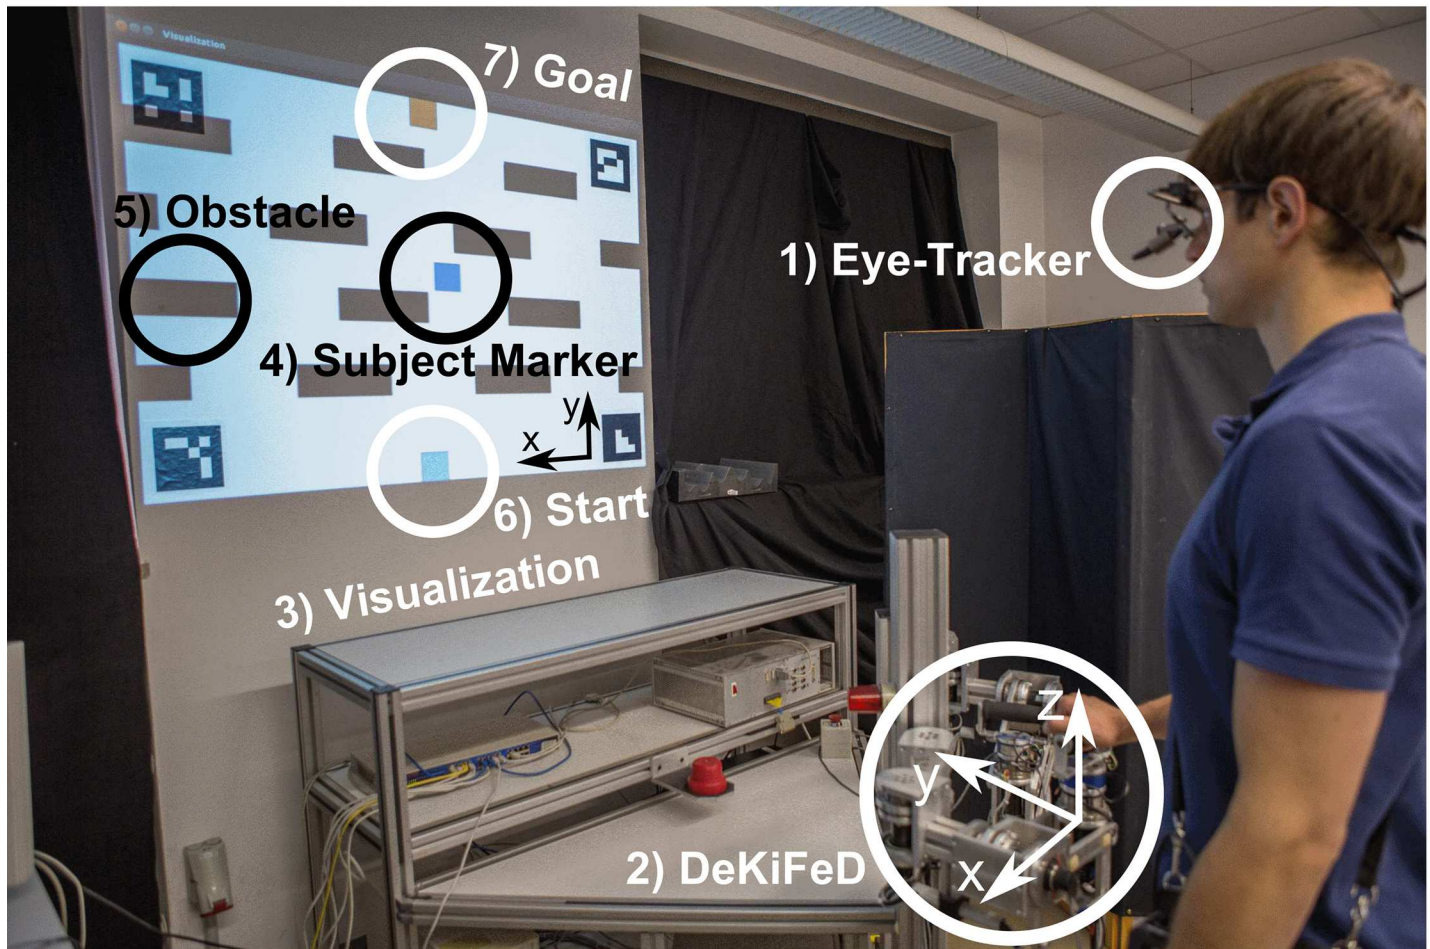 Visualization
7) Goal
5) Obstacle
1) Eye-Tracker
4) Subject Marker
y
x
6) Start
3) Visualization
z
y
2) DeKiFeD
x